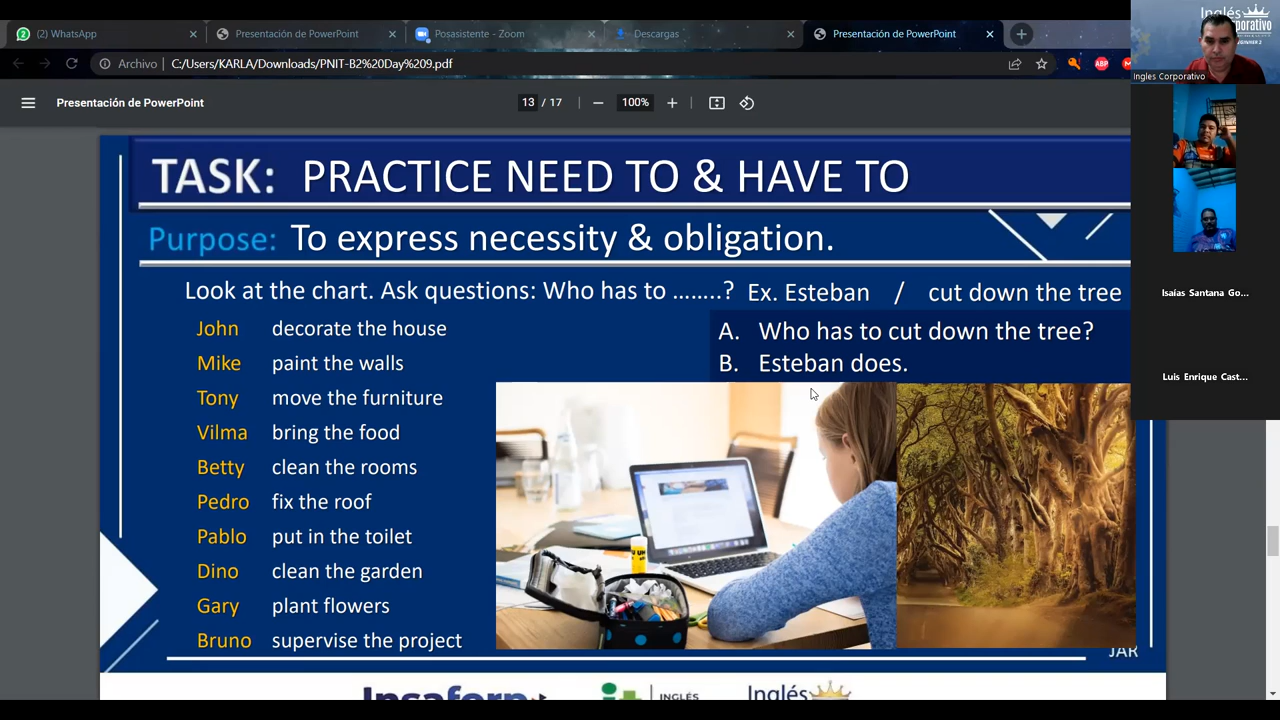 (2) WhatsApp
Presentación de PowerPoint
Posasistente - Zoom
Descargas
Presentación de PowerPoint
Archivo C:/Users/KARLA/Downloads/PNIT-B2%20Day%209.pdf
ABP
Presentación de PowerPoint
13 / 17
100%
Inglés
Ingles Corporativo
Isaías Santana Go...
Luis Enrique Cast...
TASK: PRACTICE NEED TO & HAVE TO
Purpose: To express necessity & obligation.
Look at the chart. Ask questions: Who has to ........? Ex. Esteban / cut down the tree
A. Who has to cut down the tree?
B. Esteban does.
John decorate the house
Mike paint the walls
Tony move the furniture
Vilma bring the food
Betty clean the rooms
Pedro fix the roof
Pablo put in the toilet
Dino clean the garden
Gary plant flowers
Bruno supervise the project
JAR
Insaforp
INGLÉS
Inglés